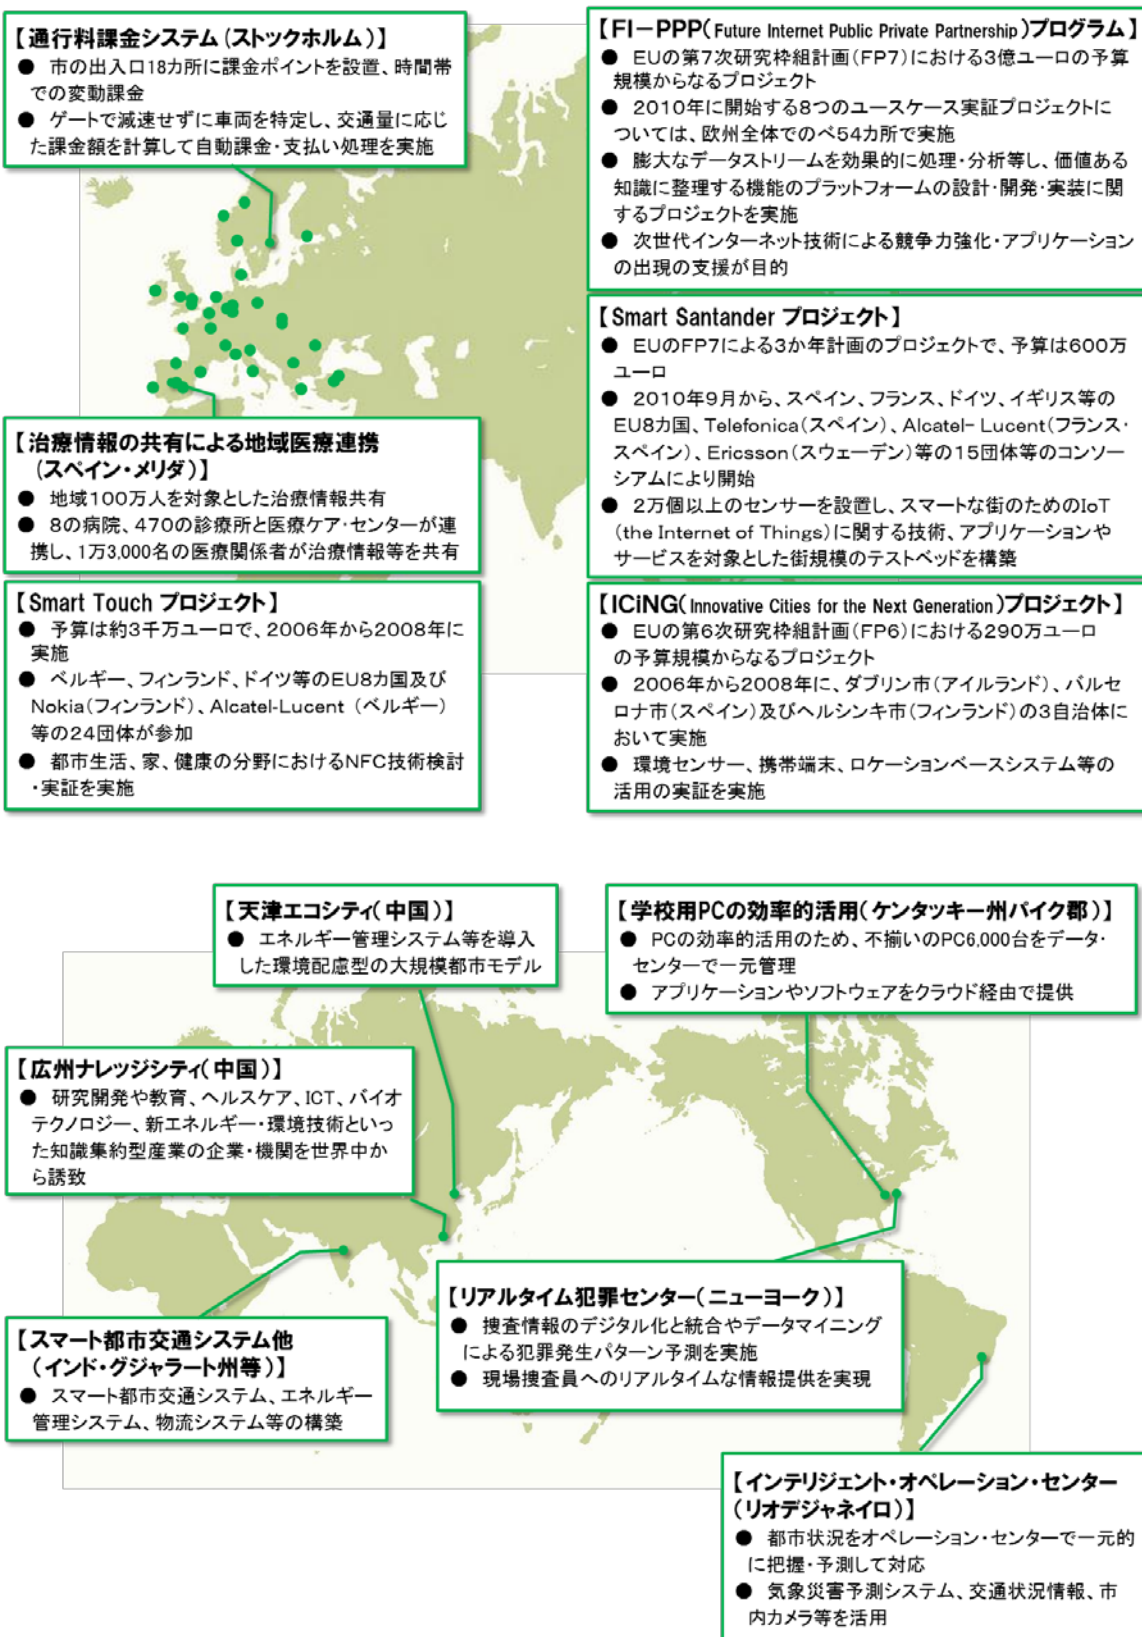 【通行料課金システム(ストックホルム)】
● 市の出入口18カ所に課金ポイントを設置、時間帯
での変動課金
● ゲートで減速せずに車両を特定し、交通量に応じ
た課金額を計算して自動課金・支払い処理を実施
【FI-PPP(Future Internet Public Private Partnership)プログラム】
● EUの第7次研究枠組計画(FP7)における3億ユーロの予算
規模からなるプロジェクト
● 2010年に開始する8つのユースケース実証プロジェクトに
ついては、欧州全体でのべ54カ所で実施
● 膨大なデータストリームを効果的に処理・分析等し、価値ある
知識に整理する機能のプラットフォームの設計・開発・実装に関
するプロジェクトを実施
● 次世代インターネット技術による競争力強化・アプリケーション
の出現の支援が目的
【Smart Santander プロジェクト】
● EUのFP7による3か年計画のプロジェクトで、予算は600万
ユーロ
● 2010年9月から、スペイン、フランス、ドイツ、イギリス等の
EU8カ国、Telefonica(スペイン)、Alcatel-Lucent(フランス・
スペイン)、Ericsson(スウェーデン)等の15団体等のコンソー
シアムにより開始
● 2万個以上のセンサーを設置し、スマートな街のためのIoT
(the Internet of Things)に関する技術、アプリケーションや
サービスを対象とした街規模のテストベッドを構築
【治療情報の共有による地域医療連携
(スペイン・メリダ)】
● 地域100万人を対象とした治療情報共有
● 8の病院、470の診療所と医療ケア・センターが連
携し、1万3,000名の医療関係者が治療情報等を共有
【Smart Touch プロジェクト】
● 予算は約3千万ユーロで、2006年から2008年に
実施
● ベルギー、フィンランド、ドイツ等のEU8カ国及び
Nokia(フィンランド)、Alcatel-Lucent (ベルギー)
等の24団体が参加
● 都市生活、家、健康の分野におけるNFC技術検討
・実証を実施
【ICiNG(Innovative Cities for the Next Generation)プロジェクト】
● EUの第6次研究枠組計画(FP6)における290万ユーロ
の予算規模からなるプロジェクト
● 2006年から2008年に、ダブリン市(アイルランド)、バルセ
ロナ市(スペイン)及びヘルシンキ市(フィンランド)の3自治体に
おいて実施
● 環境センサー、携帯端末、ロケーションベースシステム等の
活用の実証を実施
【天津エコシティ(中国)】
● エネルギー管理システム等を導入
した環境配慮型の大規模都市モデル
【学校用PCの効率的活用(ケンタッキー州パイク郡)】
● PCの効率的活用のため、不揃いのPC6,000台をデータ・
センターで一元管理
● アプリケーションやソフトウェアをクラウド経由で提供
【広州ナレッジシティ(中国)】
● 研究開発や教育、ヘルスケア、ICT、バイオ
テクノロジー、新エネルギー・環境技術といっ
た知識集約型産業の企業・機関を世界中か
ら誘致
【リアルタイム犯罪センター(ニューヨーク)】
● 捜査情報のデジタル化と統合やデータマイニング
による犯罪発生パターン予測を実施
● 現場捜査員へのリアルタイムな情報提供を実現
【スマート都市交通システム他
(インド・グジャラート州等)】
● スマート都市交通システム、エネルギー
管理システム、物流システム等の構築
【インテリジェント・オペレーション・センター
(リオデジャネイロ)】
● 都市状況をオペレーション・センターで一元的
に把握・予測して対応
● 気象災害予測システム、交通状況情報、市
内カメラ等を活用